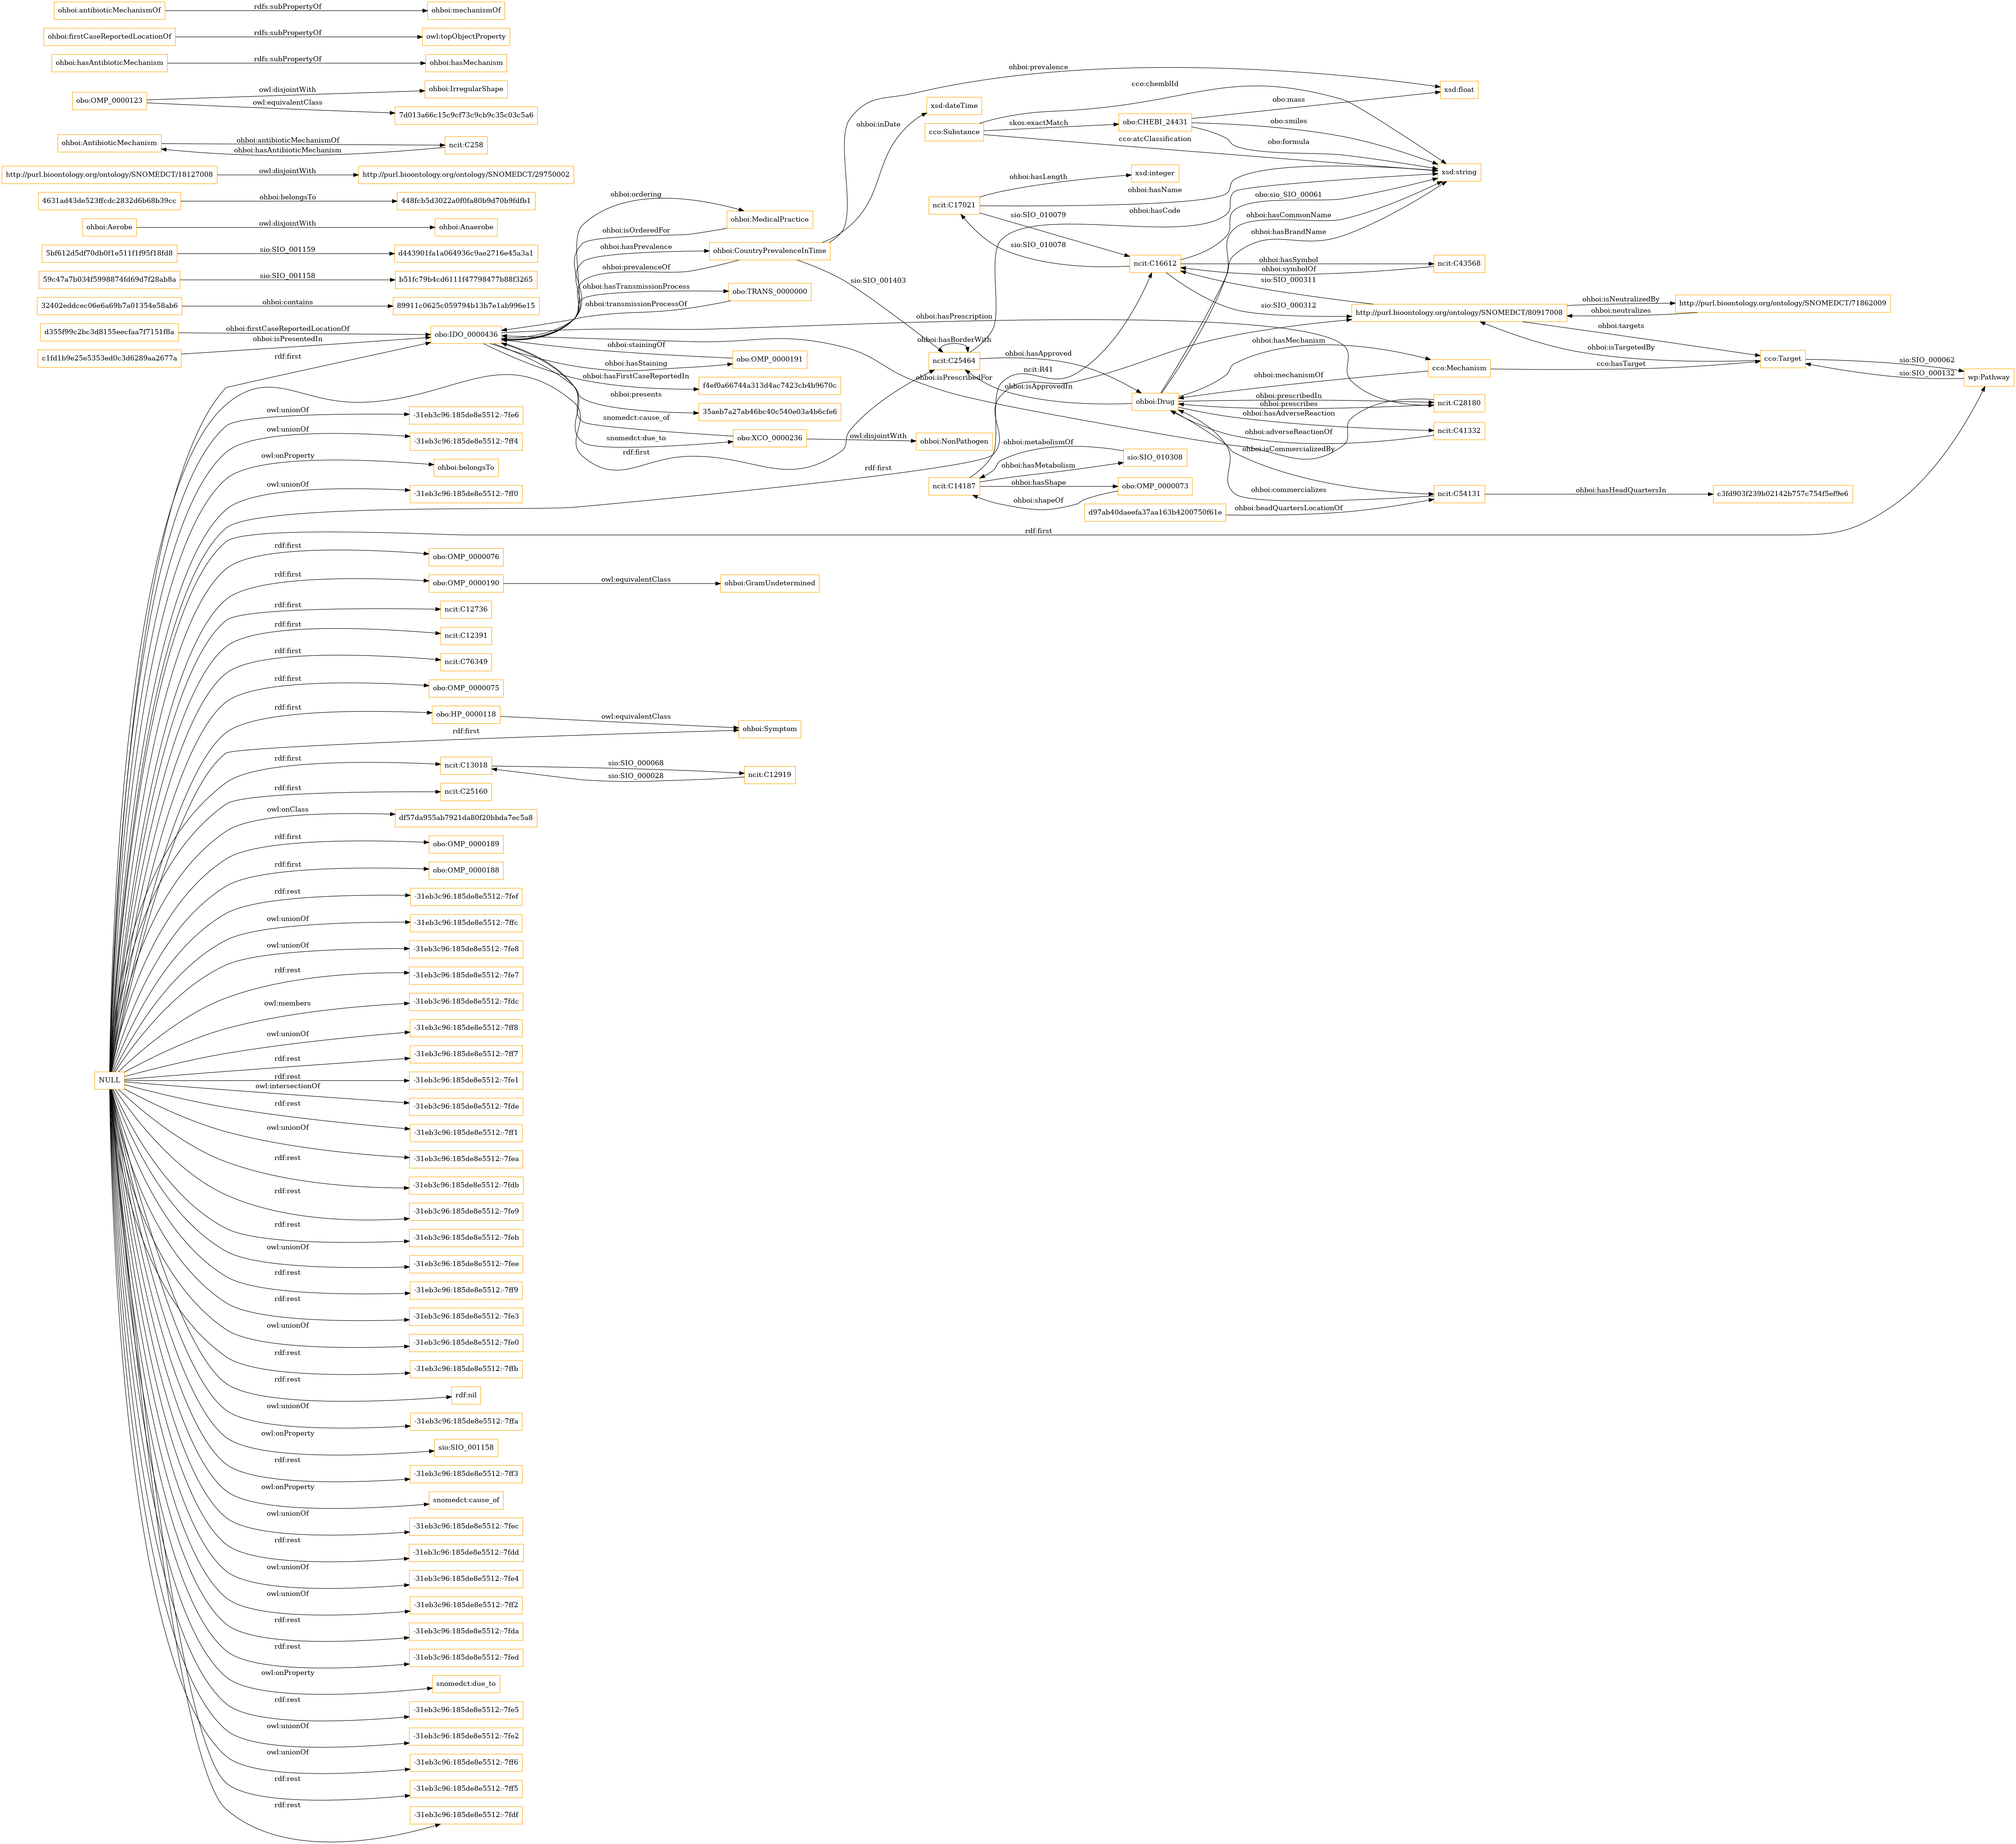 ohboi:antibioticMechanismOf
rdfs:subPropertyOf
ohboi:mechanismOf
ohboi:firstCaseReportedLocationOf
rdfs:subPropertyOf
owl:topObjectProperty
ohboi:hasAntibioticMechanism
rdfs:subPropertyOf
ohboi:hasMechanism
obo:OMP_0000123
owl:disjointWith
ohboi:IrregularShape
owl:equivalentClass
7d013a66c15c9cf73c9cb9c35c03c5a6
ohboi:AntibioticMechanism
ohboi:antibioticMechanismOf
ohboi:hasAntibioticMechanism
ncit:C258
http://purl.bioontology.org/ontology/SNOMEDCT/18127008
owl:disjointWith
http://purl.bioontology.org/ontology/SNOMEDCT/29750002
4631ad43de523ffcdc2832d6b68b39cc
ohboi:belongsTo
448fcb5d3022a0f0fa80b9d70b9fdfb1
ohboi:Aerobe
owl:disjointWith
ohboi:Anaerobe
5bf612d5df70db0f1e511f1f95f18fd8
sio:SIO_001159
d443901fa1a064936c9ae2716e45a3a1
59c47a7b034f5998874fd69d7f28ab8a
sio:SIO_001158
b51fc79b4cd6111f47798477b88f3265
32402eddcec06e6a69b7a01354e58ab6
ohboi:contains
89911c0625c059794b13b7e1ab996e15
d355f99c2bc3d8155eecfaa7f7151f8a
ohboi:firstCaseReportedLocationOf
c1fd1b9e25e5353ed0c3d6289aa2677a
ohboi:isPresentedIn
rdf:first
obo:IDO_0000436
ohboi:ordering
ohboi:MedicalPractice
ohboi:isOrderedFor
ohboi:hasPrevalence
ohboi:CountryPrevalenceInTime
ohboi:prevalenceOf
ohboi:hasTransmissionProcess
obo:TRANS_0000000
ohboi:transmissionProcessOf
ohboi:stainingOf
obo:OMP_0000191
ohboi:hasStaining
ohboi:hasFirstCaseReportedIn
f4ef0a66744a313d4ac7423cb4b9670c
ohboi:presents
35aeb7a27ab46bc40c540e03a4b6cfe6
snomedct:cause_of
obo:XCO_0000236
snomedct:due_to
owl:disjointWith
ohboi:NonPathogen
rdf:first
ohboi:prevalence
ohboi:inDate
xsd:dateTime
sio:SIO_001403
cco:Substance
cco:chemblId
skos:exactMatch
cco:atcClassification
obo:CHEBI_24431
obo:mass
obo:smiles
obo:formula
xsd:float
xsd:string
ncit:C17021
ohboi:hasLength
xsd:integer
ohboi:hasName
sio:SIO_010079
ohboi:hasCode
sio:SIO_010078
ncit:C16612
obo:sio_SIO_00061
ohboi:hasCommonName
ohboi:hasBrandName
ohboi:hasSymbol
ncit:C43568
ohboi:symbolOf
sio:SIO_000311
sio:SIO_000312
http://purl.bioontology.org/ontology/SNOMEDCT/80917008
ohboi:isNeutralizedBy
http://purl.bioontology.org/ontology/SNOMEDCT/71862009
ohboi:neutralizes
ohboi:targets
ohboi:isTargetedBy
cco:Target
sio:SIO_000062
sio:SIO_000132
wp:Pathway
ohboi:hasPrescription
ohboi:hasBorderWith
ncit:C25464
ohboi:hasApproved
ohboi:isApprovedIn
ncit:R41
ohboi:isPrescribedFor
ohboi:Drug
ohboi:hasMechanism
cco:Mechanism
ohboi:mechanismOf
cco:hasTarget
ohboi:prescribedIn
ohboi:prescribes
ncit:C28180
ohboi:hasAdverseReaction
ncit:C41332
ohboi:adverseReactionOf
ohboi:isCommercializedBy
ohboi:commercializes
ncit:C54131
ohboi:hasHeadQuartersIn
c3fd903f239b02142b757c754f5ef9e6
d97ab40daeefa37aa163b4200750f61e
ohboi:headQuartersLocationOf
ncit:C14187
ohboi:metabolismOf
sio:SIO_010308
ohboi:hasMetabolism
ohboi:hasShape
obo:OMP_0000073
ohboi:shapeOf
rdf:first
rdf:first
NULL
owl:unionOf
-31eb3c96:185de8e5512:-7fe6
owl:unionOf
-31eb3c96:185de8e5512:-7ff4
owl:onProperty
ohboi:belongsTo
owl:unionOf
-31eb3c96:185de8e5512:-7ff0
rdf:first
obo:OMP_0000076
rdf:first
obo:OMP_0000190
owl:equivalentClass
ohboi:GramUndetermined
rdf:first
ncit:C12736
rdf:first
ncit:C12391
rdf:first
ncit:C76349
rdf:first
obo:OMP_0000075
rdf:first
obo:HP_0000118
owl:equivalentClass
ohboi:Symptom
rdf:first
rdf:first
ncit:C13018
sio:SIO_000068
sio:SIO_000028
ncit:C12919
rdf:first
ncit:C25160
owl:onClass
df57da955ab7921da80f20bbda7ec5a8
rdf:first
obo:OMP_0000189
rdf:first
obo:OMP_0000188
rdf:rest
-31eb3c96:185de8e5512:-7fef
owl:unionOf
-31eb3c96:185de8e5512:-7ffc
owl:unionOf
-31eb3c96:185de8e5512:-7fe8
rdf:rest
-31eb3c96:185de8e5512:-7fe7
owl:members
-31eb3c96:185de8e5512:-7fdc
owl:unionOf
-31eb3c96:185de8e5512:-7ff8
rdf:rest
-31eb3c96:185de8e5512:-7ff7
rdf:rest
-31eb3c96:185de8e5512:-7fe1
owl:intersectionOf
-31eb3c96:185de8e5512:-7fde
rdf:rest
-31eb3c96:185de8e5512:-7ff1
owl:unionOf
-31eb3c96:185de8e5512:-7fea
rdf:rest
-31eb3c96:185de8e5512:-7fdb
rdf:rest
-31eb3c96:185de8e5512:-7fe9
rdf:rest
-31eb3c96:185de8e5512:-7feb
owl:unionOf
-31eb3c96:185de8e5512:-7fee
rdf:rest
-31eb3c96:185de8e5512:-7ff9
rdf:rest
-31eb3c96:185de8e5512:-7fe3
owl:unionOf
-31eb3c96:185de8e5512:-7fe0
rdf:rest
-31eb3c96:185de8e5512:-7ffb
rdf:rest
rdf:nil
owl:unionOf
-31eb3c96:185de8e5512:-7ffa
owl:onProperty
sio:SIO_001158
rdf:rest
-31eb3c96:185de8e5512:-7ff3
owl:onProperty
snomedct:cause_of
owl:unionOf
-31eb3c96:185de8e5512:-7fec
rdf:rest
-31eb3c96:185de8e5512:-7fdd
owl:unionOf
-31eb3c96:185de8e5512:-7fe4
owl:unionOf
-31eb3c96:185de8e5512:-7ff2
rdf:rest
-31eb3c96:185de8e5512:-7fda
rdf:rest
-31eb3c96:185de8e5512:-7fed
owl:onProperty
snomedct:due_to
rdf:rest
-31eb3c96:185de8e5512:-7fe5
owl:unionOf
-31eb3c96:185de8e5512:-7fe2
owl:unionOf
-31eb3c96:185de8e5512:-7ff6
rdf:rest
-31eb3c96:185de8e5512:-7ff5
rdf:rest
-31eb3c96:185de8e5512:-7fdf